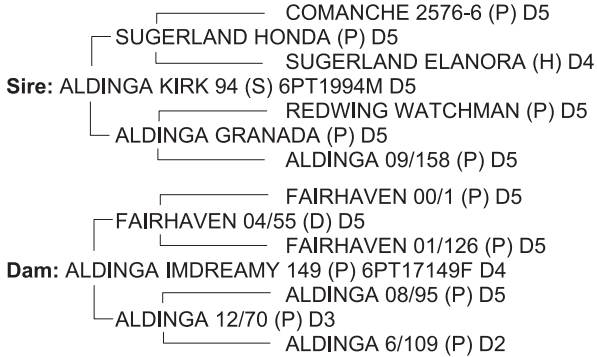 COMANCHE 2576-6 (P) D5
SUGERLAND HONDA (P) D5
SUGERLAND ELANORA (H) D4
Sire: ALDINGA KIRK 94 (S) 6PT1994M D5
REDWING WATCHMAN (P) D5
ALDINGA GRANADA (P) D5
ALDINGA 09/158 (P) D5
FAIRHAVEN 00/1 (P) D5
FAIRHAVEN 04/55 (D) D5
FAIRHAVEN 01/126 (P) D5
Dam: ALDINGA IMDREAMY 149 (P) 6PT17149F D4
ALDINGA 08/95 (P) D5
ALDINGA 12/70 (P) D3
ALDINGA 6/109 (P) D2